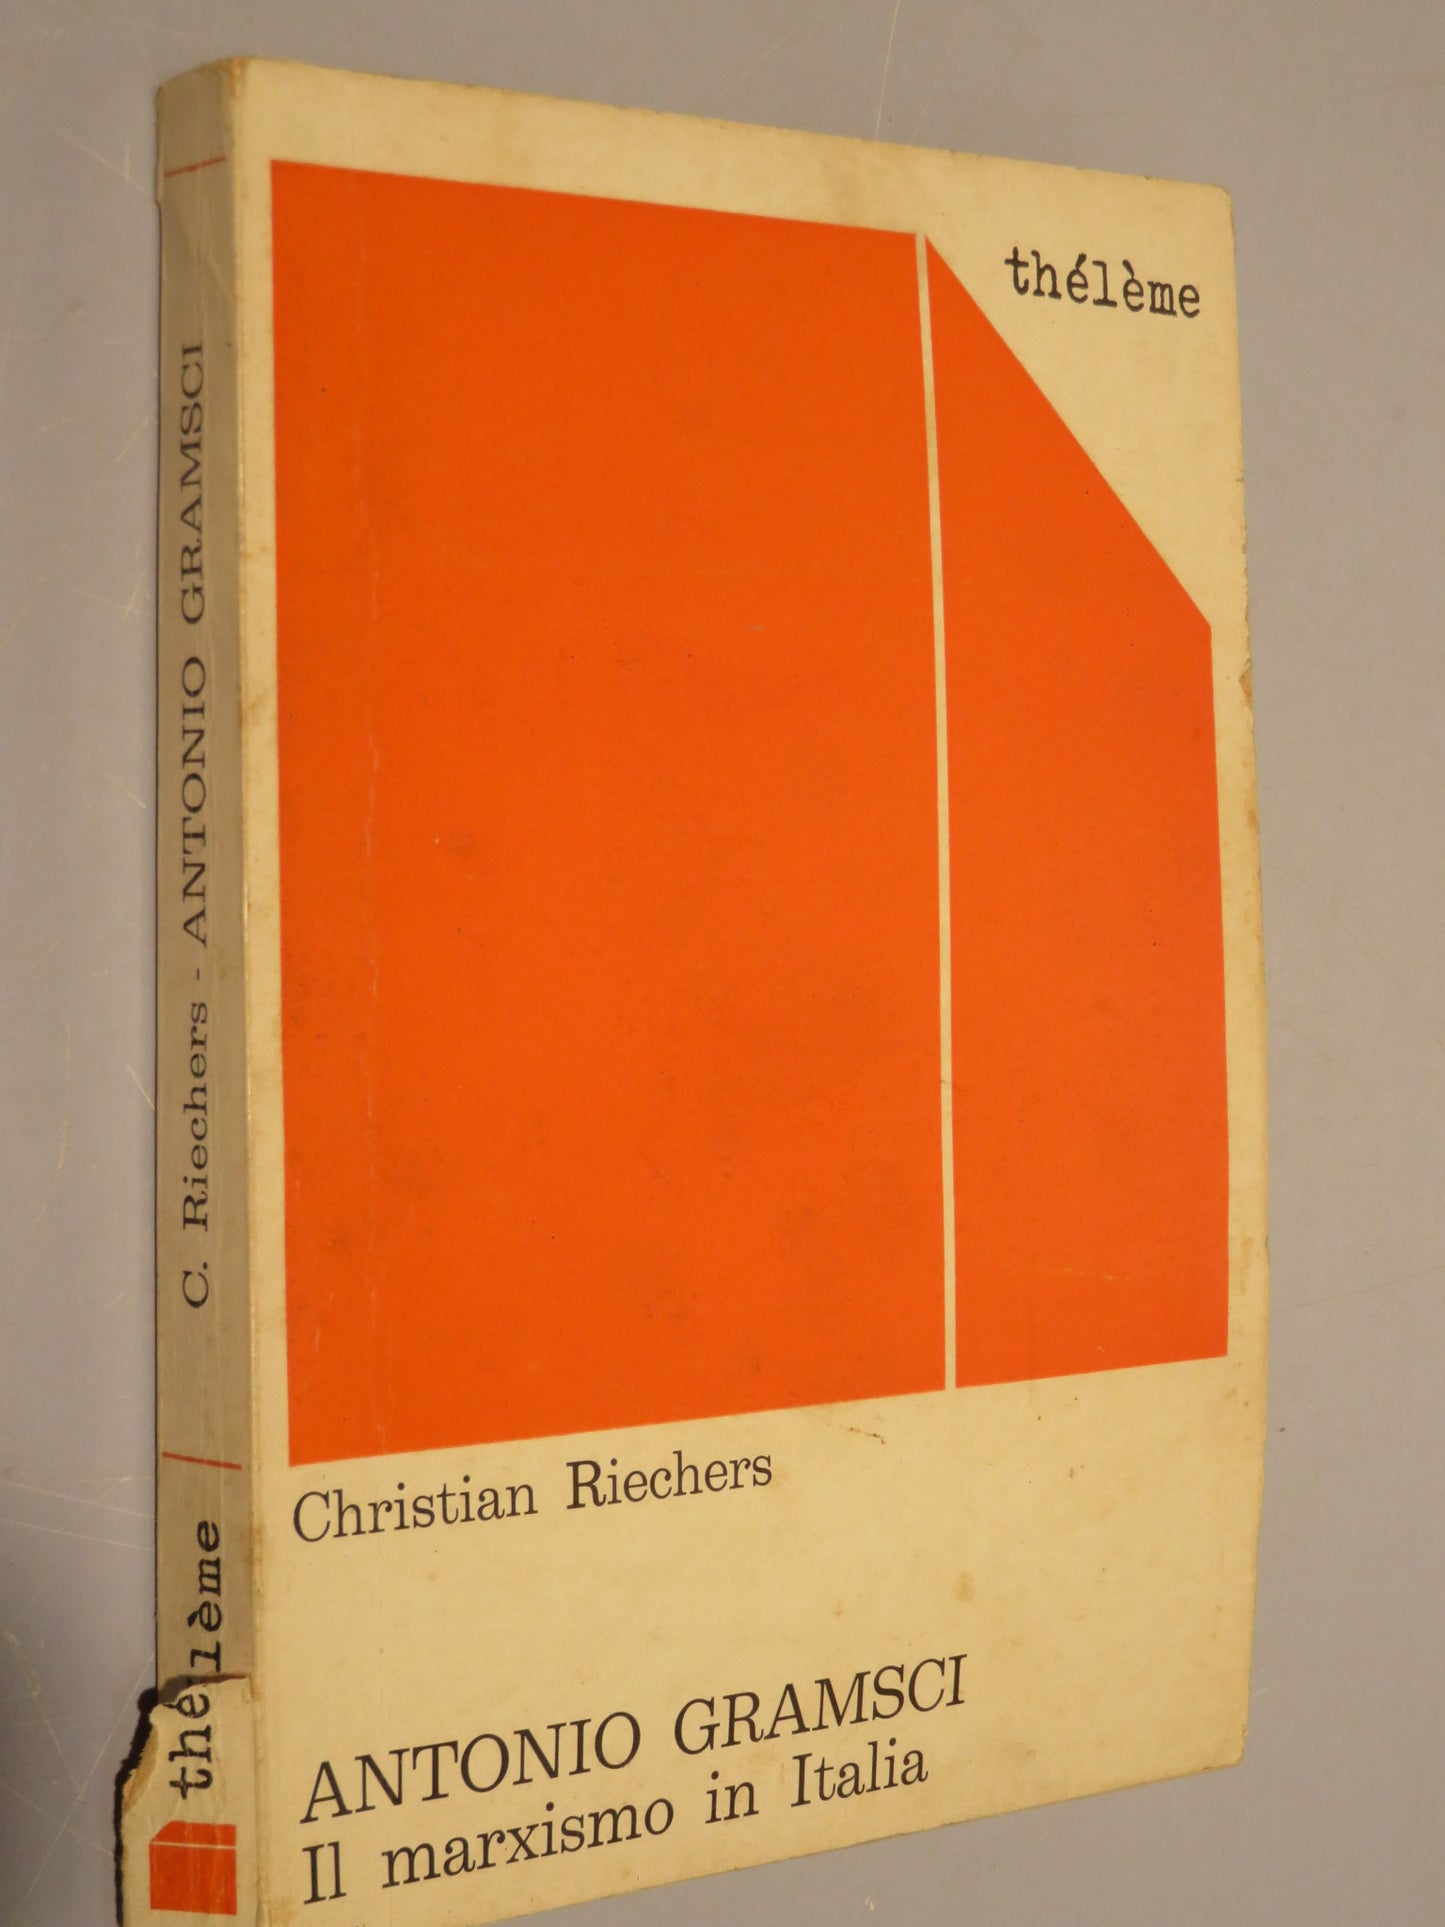 thélème
Christian Riechers
ANTONIO GRAMSCI
Il marxismo in Italia
C. Riechers - ANTONIO GRAMSCI
thélème